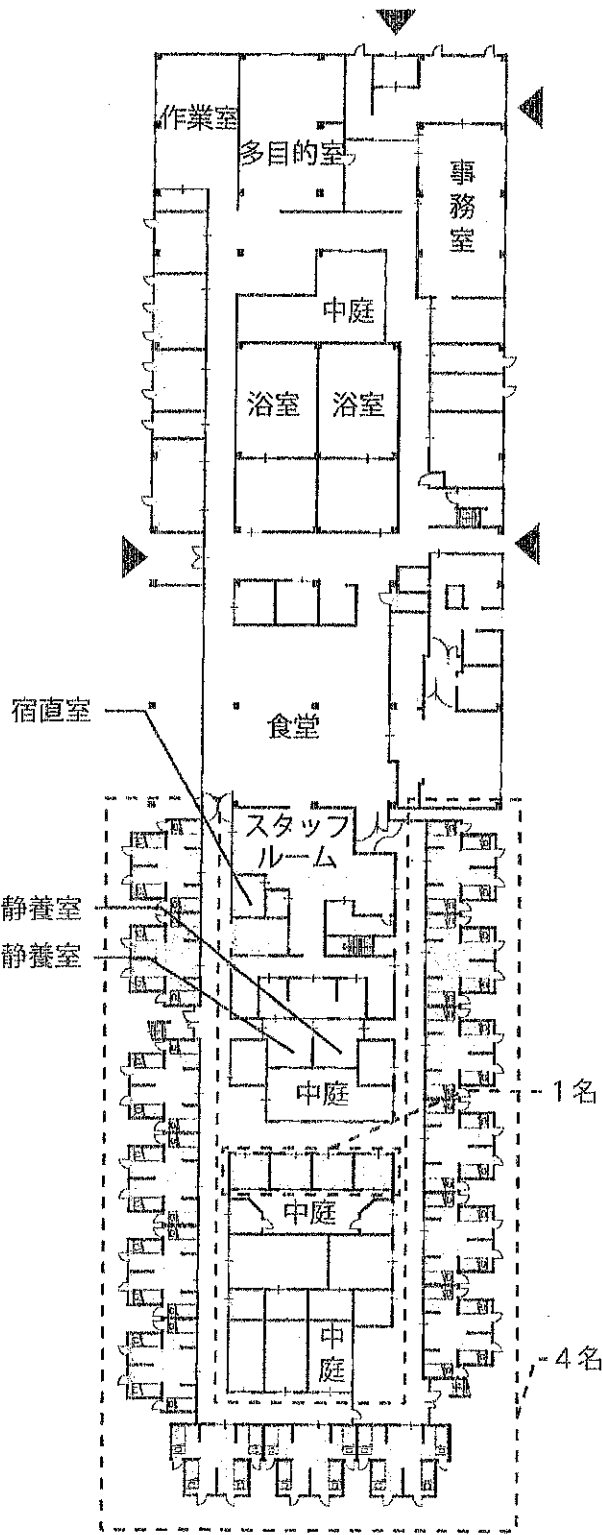 作業室
多目的室
事務室
中庭
浴室
浴室
宿直室
食堂
スタッフ
ルーム
静養室
静養室
中庭
1名
中庭
中庭
4名